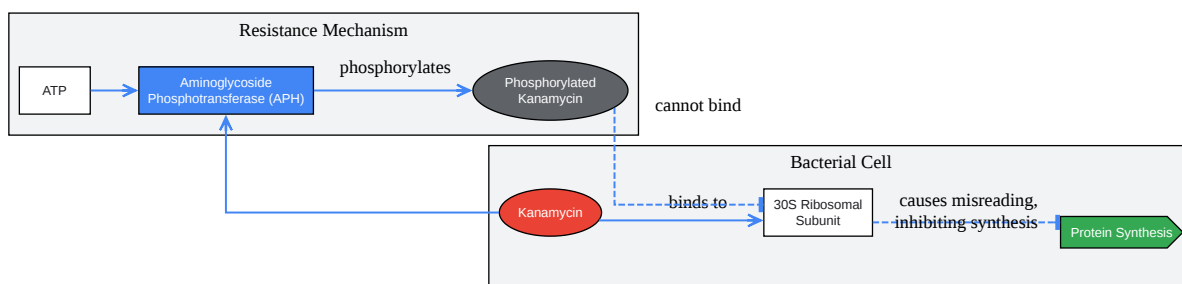 Resistance Mechanism
ATP
Aminoglycoside
Phosphotransferase (APH)
phosphorylates
Phosphorylated
Kanamycin
cannot bind
Bacterial Cell
Kanamycin
binds to
30S Ribosomal
Subunit
causes misreading,
inhibiting synthesis
Protein Synthesis